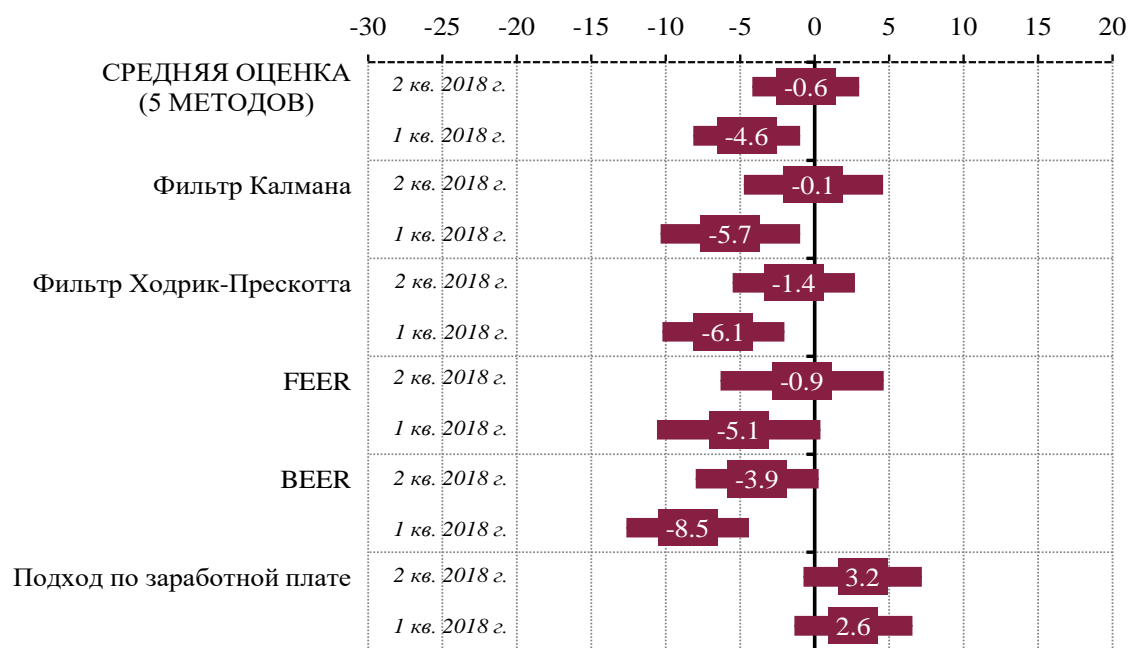 -30 -25 -20 -15 -10 -5 0 5 10 15 20
СРЕДНЯЯ ОЦЕНКА
(5 МЕТОДОВ)
2 кв. 2018 г. -0.6
1 кв. 2018 г. -4.6
Фильтр Калмана 2 кв. 2018 г. -0.1
1 кв. 2018 г. -5.7
Фильтр Ходрик-Прескотта 2 кв. 2018 г. -1.4
1 кв. 2018 г. -6.1
FEER 2 кв. 2018 г. -0.9
1 кв. 2018 г. -5.1
BEER 2 кв. 2018 г. -3.9
1 кв. 2018 г. -8.5
Подход по заработной плате 2 кв. 2018 г. 3.2
1 кв. 2018 г. 2.6